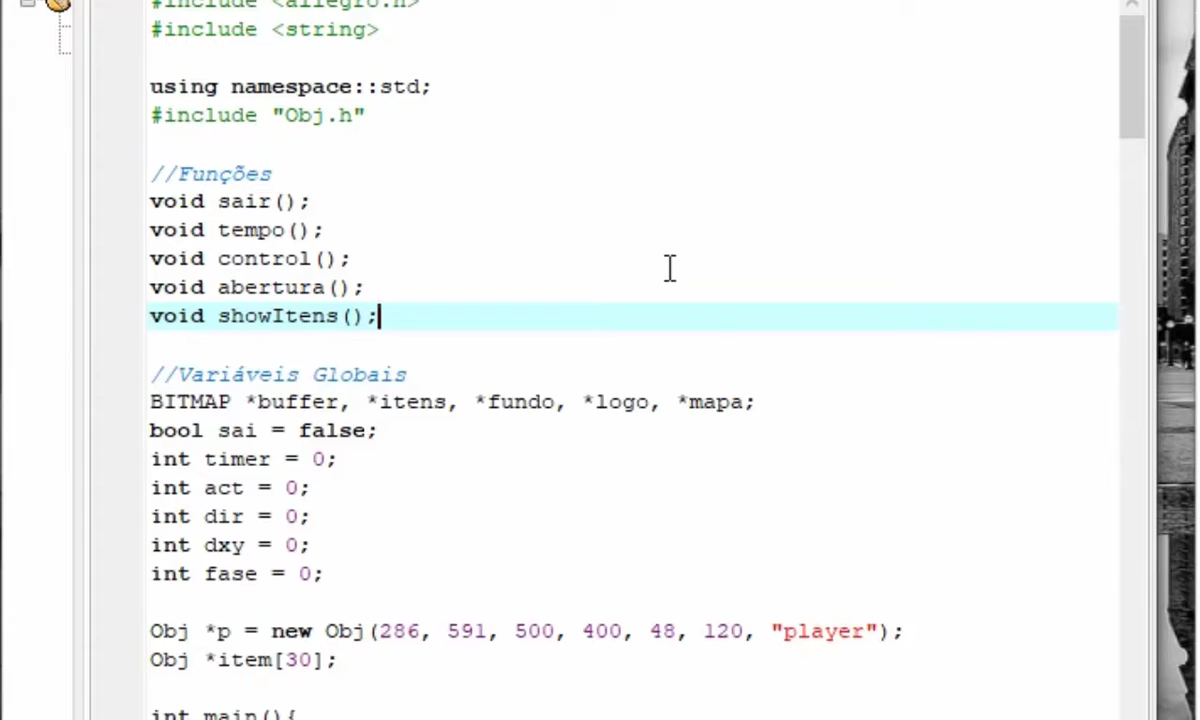 #include <allegro.h>
#include <string>
using namespace::std;
#include "Obj.h"
//Funções
void sair();
void tempo();
void control();
void abertura();
void showItens();
//Variáveis Globais
BITMAP *buffer, *itens, *fundo, *logo, *mapa;
bool sai = false;
int timer = 0;
int act = 0;
int dir = 0;
int dxy = 0;
int fase = 0;
Obj *p = new Obj(286, 591, 500, 400, 48, 120, "player");
Obj *item[30];
int main(){